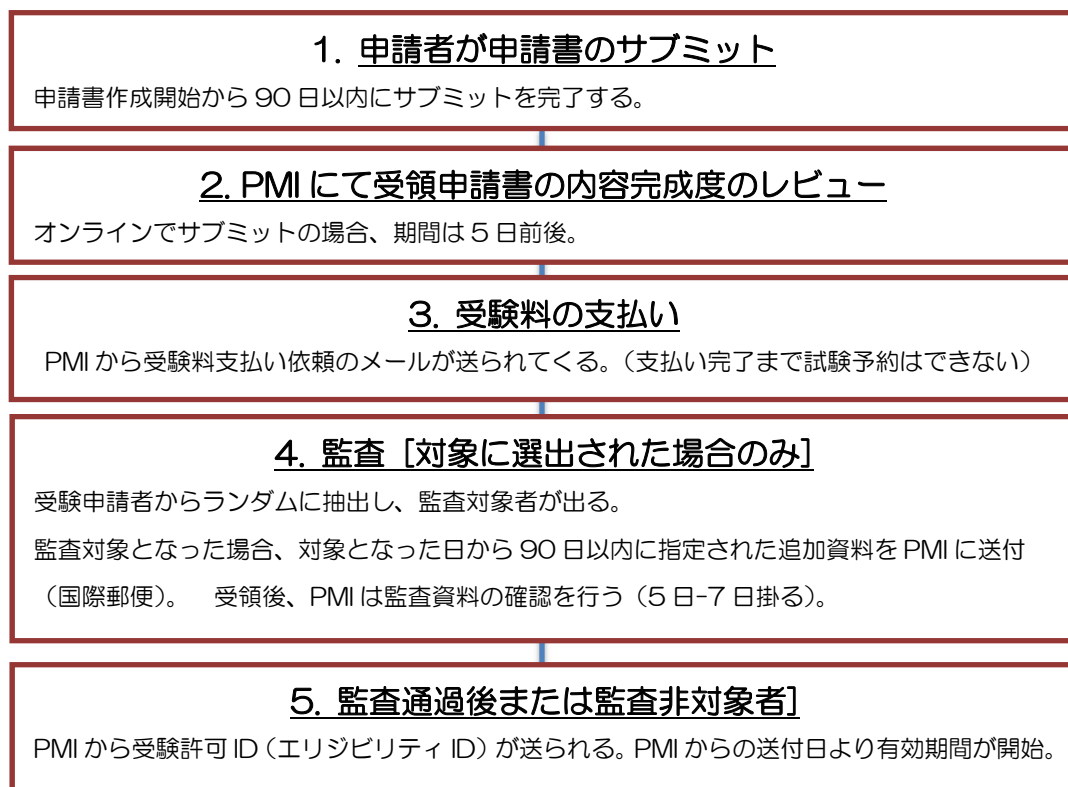 1. 申請者が申請書のサブミット
申請書作成開始から 90 日以内にサブミットを完了する。
2. PMI にて受領申請書の内容完成度のレビュー
オンラインでサブミットの場合、期間は 5 日前後。
3. 受験料の支払い
PMI から受験料支払い依頼のメールが送られてくる。（支払い完了まで試験予約はできない）
4. 監査［対象に選出された場合のみ］
受験申請者からランダムに抽出し、監査対象者が出る。
監査対象となった場合、対象となった日から 90 日以内に指定された追加資料を PMI に送付
（国際郵便）。　受領後、PMI は監査資料の確認を行う（5 日-7 日掛る）。
5. 監査通過後または監査非対象者］
PMI から受験許可 ID（エリジビリティ ID）が送られる。PMI からの送付日より有効期間が開始。